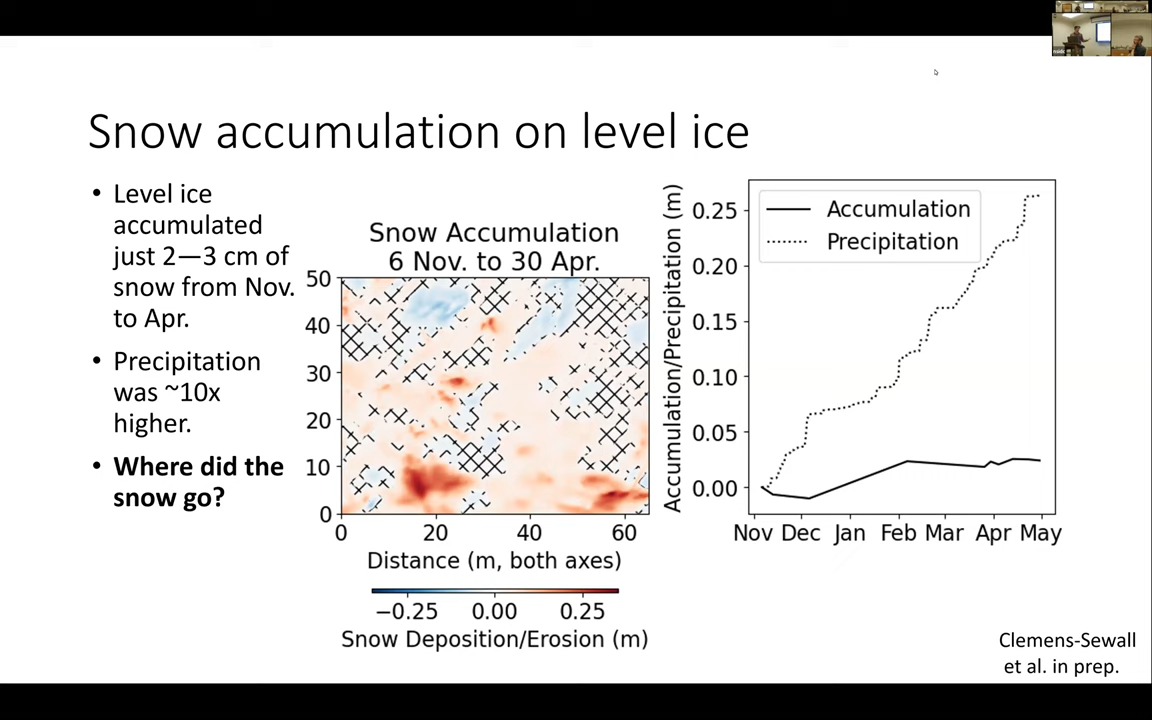 Snow accumulation on level ice
• Level ice
accumulated
just 2—3 cm of
snow from Nov.
to Apr.
• Precipitation
was ~10x
higher.
• Where did the
snow go?
Snow Accumulation
6 Nov. to 30 Apr.
50
40
30
20
10
0
0 20 40 60
Distance (m, both axes)
−0.25 0.00 0.25
Snow Deposition/Erosion (m)
Accumulation/Precipitation (m)
0.25
0.20
0.15
0.10
0.05
0.00
Accumulation
Precipitation
Nov Dec Jan Feb Mar Apr May
Clemens-Sewall
et al. in prep.